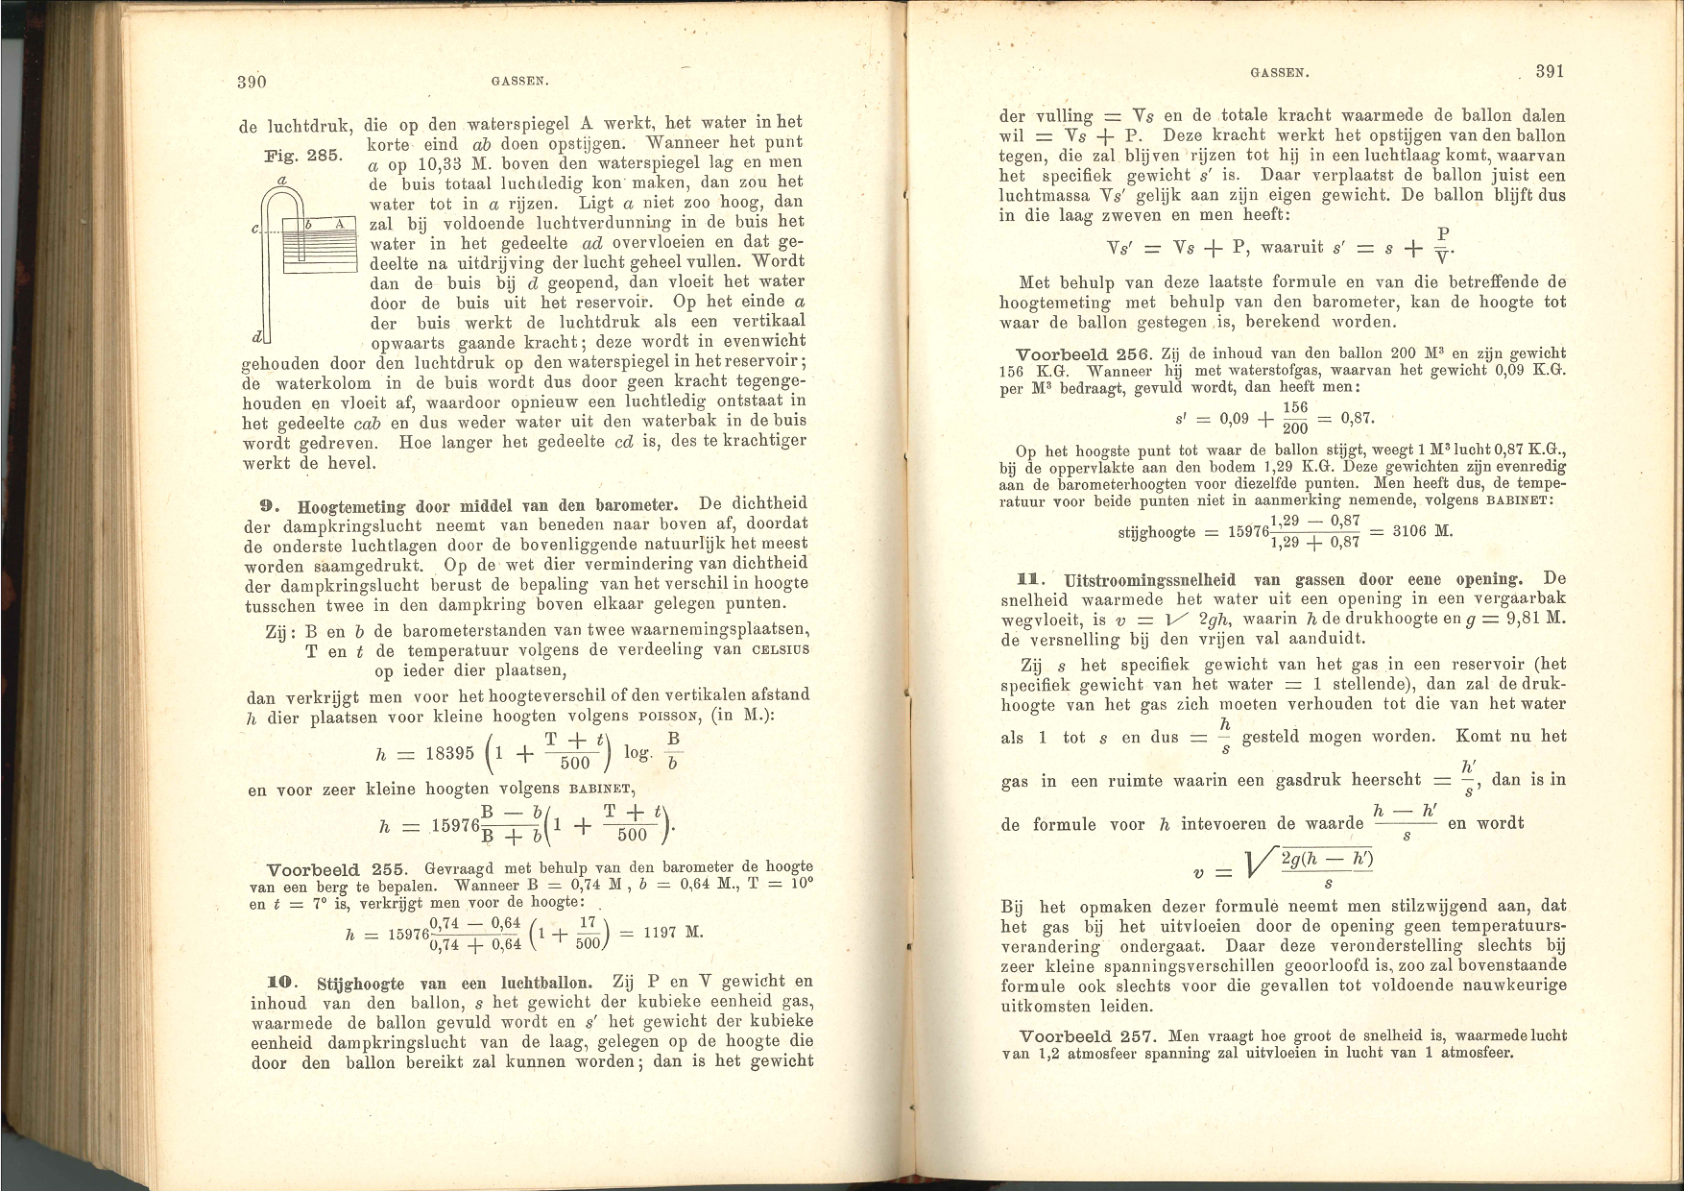 390
GASSEN.
de luchtdruk, die op den waterspiegel A werkt, het water in het
korte eind ab doen opstijgen. Wanneer het punt
Fig. 285.
a op 10,33 M. boven den waterspiegel lag en men
de buis totaal luchtledig kon maken, dan zou het
water tot in a rijzen. Ligt a niet zoo hoog, dan
zal bij voldoende luchtverdunning in de buis het
water in het gedeelte ad overvloeien en dat ge-
deelte na uitdrijving der lucht geheel vullen. Wordt
dan de buis bij d geopend, dan vloeit het water
door de buis uit het reservoir. Op het einde a
der buis werkt de luchtdruk als een vertikaal
opwaarts gaande kracht; deze wordt in evenwicht
a
b A
c
d
gehouden door den luchtdruk op den waterspiegel in het reservoir;
de waterkolom in de buis wordt dus door geen kracht tegenge-
houden en vloeit af, waardoor opnieuw een luchtledig ontstaat in
het gedeelte cab en dus weder water uit den waterbak in de buis
wordt gedreven. Hoe langer het gedeelte cd is, des te krachtiger
werkt de hevel.
9. Hoogtemeting door middel van den barometer. De dichtheid
der dampkringslucht neemt van beneden naar boven af, doordat
de onderste luchtlagen door de bovenliggende natuurlijk het meest
worden saamgedrukt. Op de wet dier vermindering van dichtheid
der dampkringslucht berust de bepaling van het verschil in hoogte
tusschen twee in den dampkring boven elkaar gelegen punten.
Zij: B en b de barometerstanden van twee waarnemingsplaatsen,
T en t de temperatuur volgens de verdeeling van CELSIUS
op ieder dier plaatsen,
dan verkrijgt men voor het hoogteverschil of den vertikalen afstand
h dier plaatsen voor kleine hoogten volgens POISSON, (in M.):
h = 18395 (1 + (T + t)/500) log. B/b
en voor zeer kleine hoogten volgens BABINET,
h = 15976 (B − b)/(B + b) (1 + (T + t)/500).
Voorbeeld 255. Gevraagd met behulp van den barometer de hoogte
van een berg te bepalen. Wanneer B = 0,74 M, b = 0,64 M., T = 10°
en t = 7° is, verkrijgt men voor de hoogte:
h = 15976 (0,74 − 0,64)/(0,74 + 0,64) (1 + 17/500) = 1197 M.
10. Stijghoogte van een luchtballon. Zij P en V gewicht en
inhoud van den ballon, s het gewicht der kubieke eenheid gas,
waarmede de ballon gevuld wordt en s' het gewicht der kubieke
eenheid dampkringslucht van de laag, gelegen op de hoogte die
door den ballon bereikt zal kunnen worden; dan is het gewicht
GASSEN.
391
der vulling = Vs en de totale kracht waarmede de ballon dalen
wil = Vs + P. Deze kracht werkt het opstijgen van den ballon
tegen, die zal blijven rijzen tot hij in een luchtlaag komt, waarvan
het specifiek gewicht s' is. Daar verplaatst de ballon juist een
luchtmassa Vs' gelijk aan zijn eigen gewicht. De ballon blijft dus
in die laag zweven en men heeft:
Vs' = Vs + P, waaruit s' = s + P/V.
Met behulp van deze laatste formule en van die betreffende de
hoogtemeting met behulp van den barometer, kan de hoogte tot
waar de ballon gestegen is, berekend worden.
Voorbeeld 256. Zij de inhoud van den ballon 200 M³ en zijn gewicht
156 K.G. Wanneer hij met waterstofgas, waarvan het gewicht 0,09 K.G.
per M³ bedraagt, gevuld wordt, dan heeft men:
s' = 0,09 + 156/200 = 0,87.
Op het hoogste punt tot waar de ballon stijgt, weegt 1 M³ lucht 0,87 K.G.,
bij de oppervlakte aan den bodem 1,29 K.G. Deze gewichten zijn evenredig
aan de barometerhoogten voor diezelfde punten. Men heeft dus, de tempe-
ratuur voor beide punten niet in aanmerking nemende, volgens BABINET:
stijghoogte = 15976 (1,29 − 0,87)/(1,29 + 0,87) = 3106 M.
11. Uitstroomingssnelheid van gassen door eene opening. De
snelheid waarmede het water uit een opening in een vergaarbak
wegvloeit, is v = √ 2gh, waarin h de drukhoogte en g = 9,81 M.
de versnelling bij den vrijen val aanduidt.
Zij s het specifiek gewicht van het gas in een reservoir (het
specifiek gewicht van het water = 1 stellende), dan zal de druk-
hoogte van het gas zich moeten verhouden tot die van het water
als 1 tot s en dus = h/s gesteld mogen worden. Komt nu het
gas in een ruimte waarin een gasdruk heerscht = h'/s, dan is in
de formule voor h intevoeren de waarde (h − h')/s en wordt
v = √ 2g(h − h')/s
Bij het opmaken dezer formule neemt men stilzwijgend aan, dat
het gas bij het uitvloeien door de opening geen temperatuurs-
verandering ondergaat. Daar deze veronderstelling slechts bij
zeer kleine spanningsverschillen geoorloofd is, zoo zal bovenstaande
formule ook slechts voor die gevallen tot voldoende nauwkeurige
uitkomsten leiden.
Voorbeeld 257. Men vraagt hoe groot de snelheid is, waarmede lucht
van 1,2 atmosfeer spanning zal uitvloeien in lucht van 1 atmosfeer.